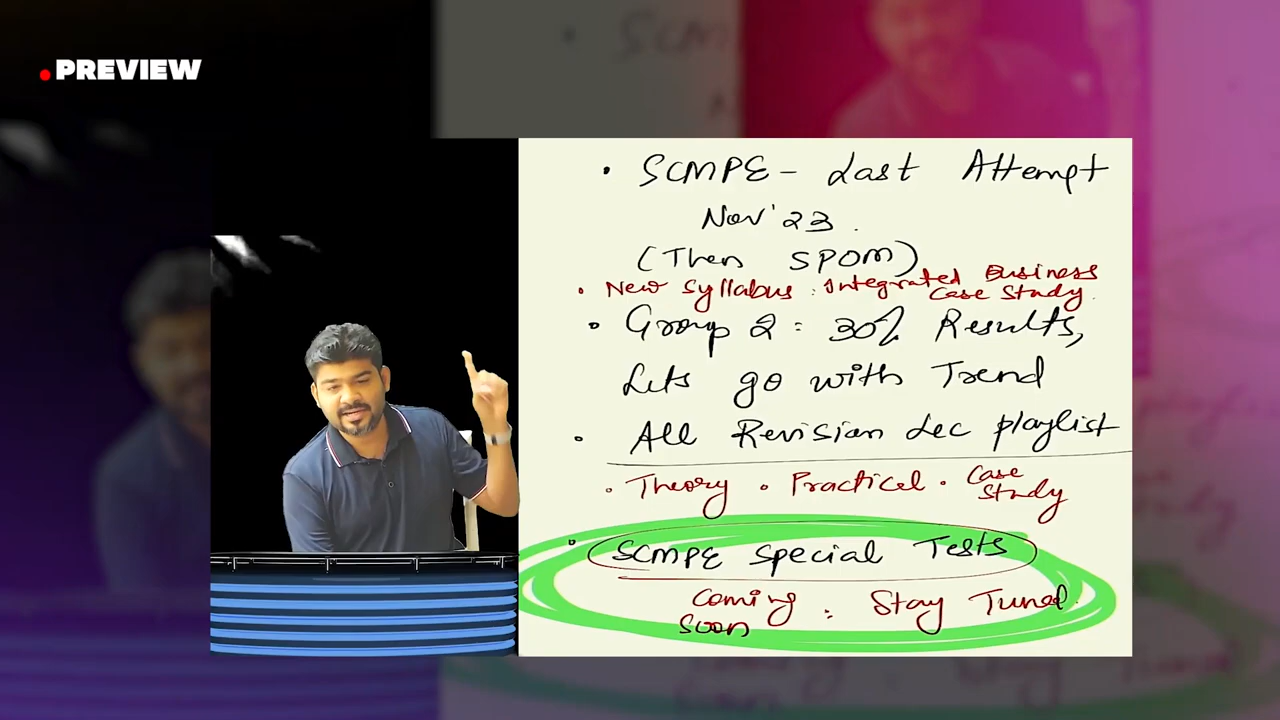 PREVIEW
SCMPE - Last Attempt
Nov'23.
(Then SPOM)
New Syllabus : Integrated Business
Case Study.
Group 2 : 30% Results,
Lets go with Trend
All Revision Lec playlist
Theory • Practical • Case
Study
SCMPE Special Tests
Coming : Stay Tuned.
Soon